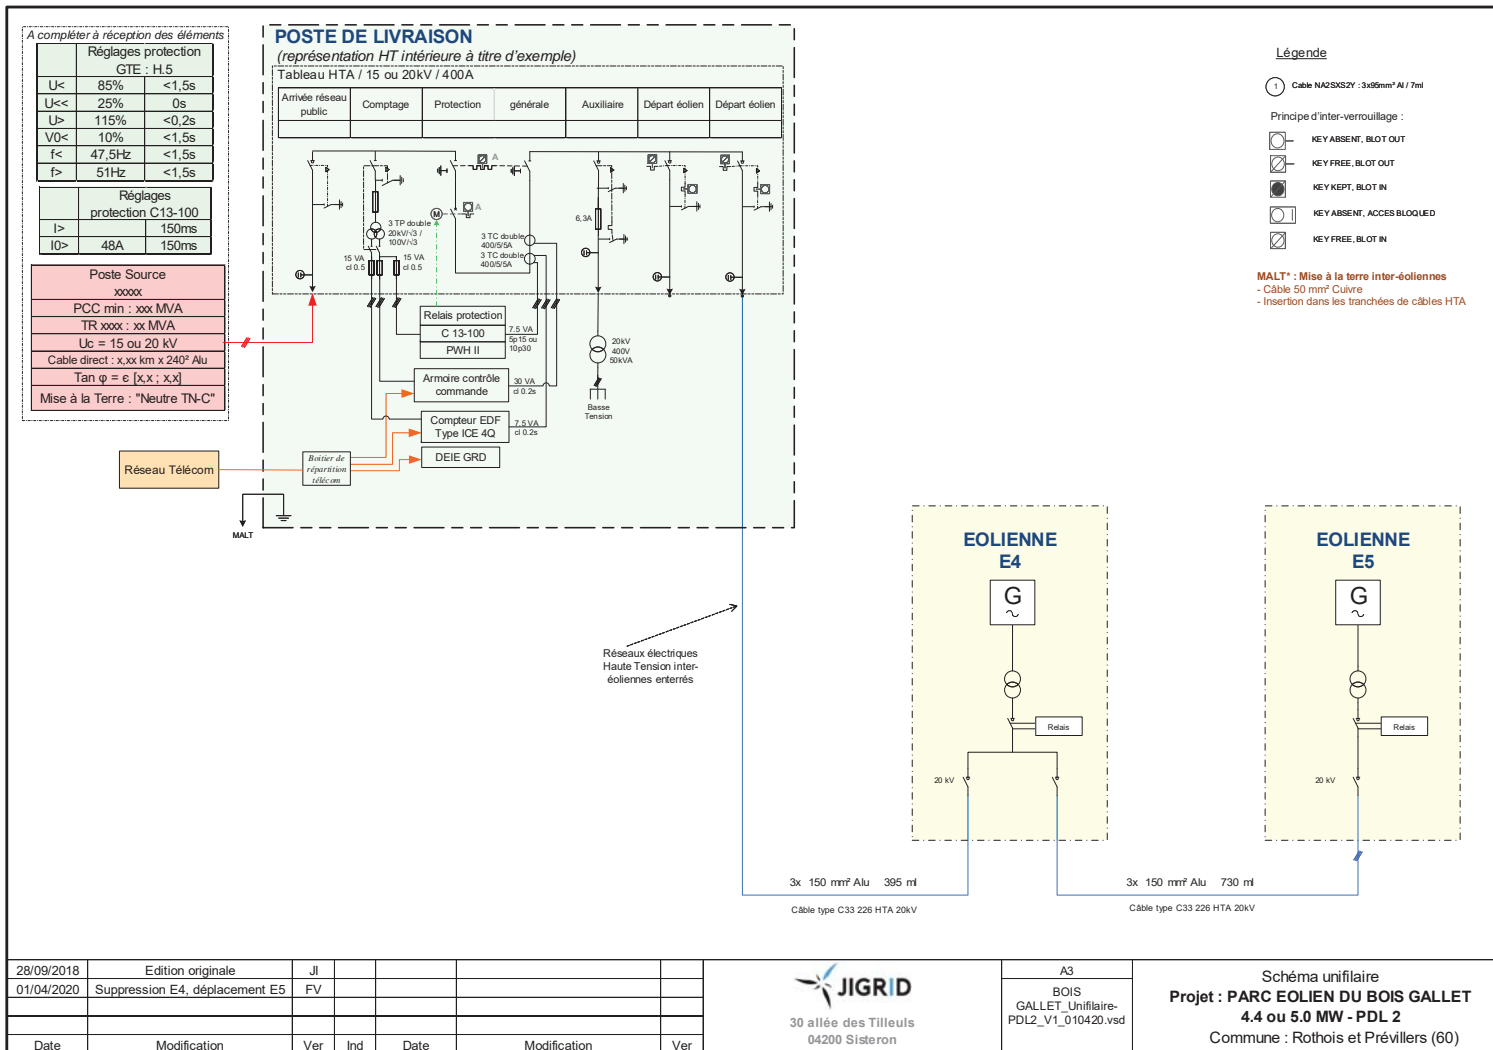 A compléter à réception des éléments
Réglages protection
GTE : H.5
U< 85% <1,5s
U<< 25% 0s
U> 115% <0,2s
V0< 10% <1,5s
f< 47,5Hz <1,5s
f> 51Hz <1,5s
Réglages
protection C13-100
I> 150ms
I0> 48A 150ms
Poste Source
xxxxx
PCC min : xxx MVA
TR xxxx : xx MVA
Uc = 15 ou 20 kV
Cable direct : x,xx km x 240² Alu
Tan φ = є [x,x ; x,x]
Mise à la Terre : "Neutre TN-C"
Réseau Télécom
POSTE DE LIVRAISON
(représentation HT intérieure à titre d'exemple)
Tableau HTA / 15 ou 20kV / 400A
Arrivée réseau
public
Comptage
Protection
générale
Auxiliaire
Départ éolien
Départ éolien
A
A
M
3 TP double
20kV/√3 /
100V/√3
15 VA
cl 0.5
15 VA
cl 0.5
3 TC double
400/5/5A
3 TC double
400/5/5A
6,3A
Relais protection
C 13-100
PWH II
7.5 VA
5p15 ou
10p30
Armoire contrôle
commande
30 VA
cl 0.2s
Compteur EDF
Type ICE 4Q
7.5 VA
cl 0.2s
DEIE GRD
Boitier de
répartition
télécom
20kV
400V
50kVA
Basse
Tension
MALT
Légende
1 Cable NA2SXS2Y : 3x95mm² Al / 7ml
Principe d'inter-verrouillage :
KEY ABSENT, BLOT OUT
KEY FREE, BLOT OUT
KEY KEPT, BLOT IN
KEY ABSENT, ACCES BLOQUED
KEY FREE, BLOT IN
MALT* : Mise à la terre inter-éoliennes
- Câble 50 mm² Cuivre
- Insertion dans les tranchées de câbles HTA
Réseaux électriques
Haute Tension inter-
éoliennes enterrés
EOLIENNE
E4
G
Relais
20 kV
EOLIENNE
E5
G
Relais
20 kV
3x 150 mm² Alu 395 ml
Câble type C33 226 HTA 20kV
3x 150 mm² Alu 730 ml
Câble type C33 226 HTA 20kV
28/09/2018 Edition originale JI
01/04/2020 Suppression E4, déplacement E5 FV
Date Modification Ver Ind Date Modification Ver
JIGRID
30 allée des Tilleuls
04200 Sisteron
A3
BOIS
GALLET_Unifilaire-
PDL2_V1_010420.vsd
Schéma unifilaire
Projet : PARC EOLIEN DU BOIS GALLET
4.4 ou 5.0 MW - PDL 2
Commune : Rothois et Prévillers (60)